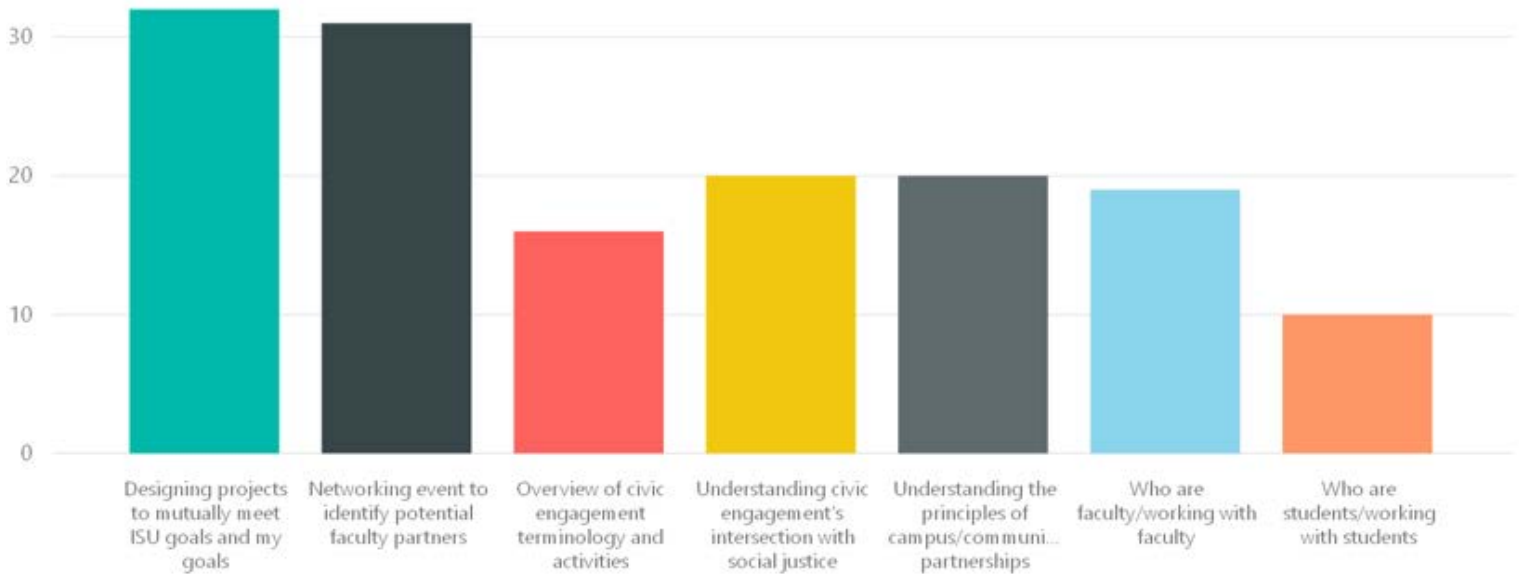 30
20
10
0
Designing projects
to mutually meet
ISU goals and my
goals
Networking event to
identify potential
faculty partners
Overview of civic
engagement
terminology and
activities
Understanding civic
engagement's
intersection with
social justice
Understanding the
principles of
campus/communi...
partnerships
Who are
faculty/working with
faculty
Who are
students/working
with students